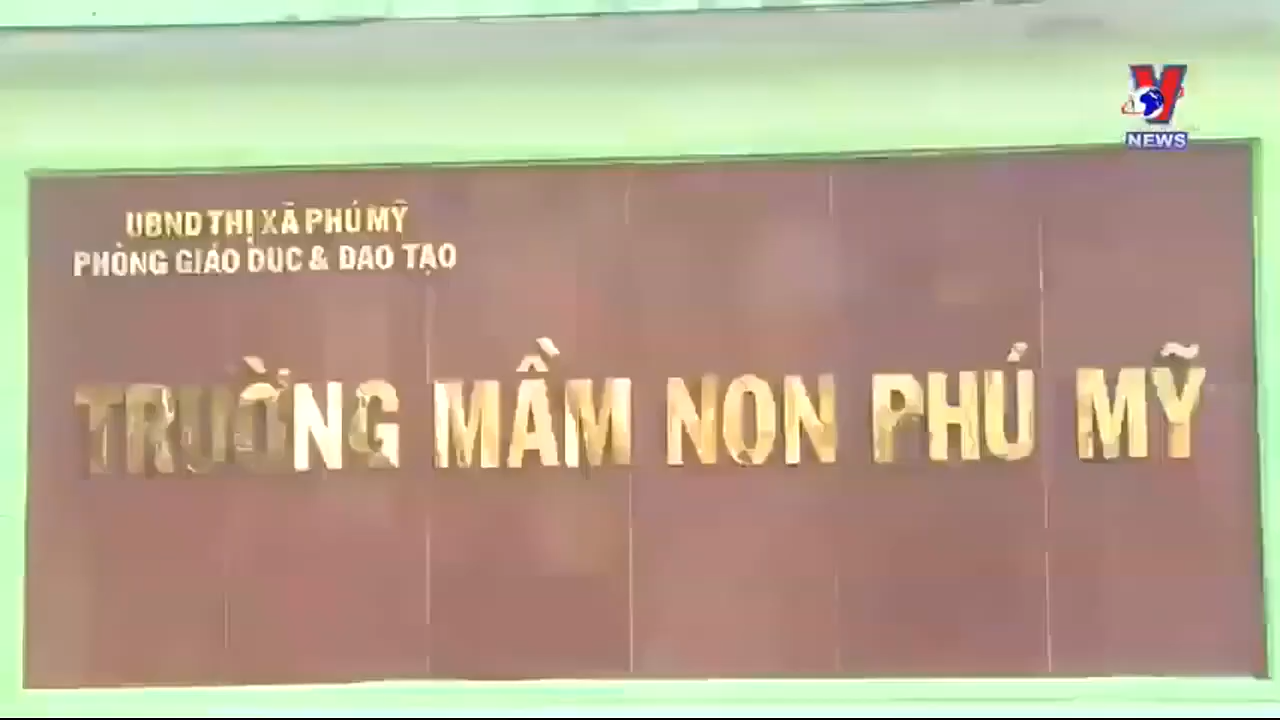 V
NEWS
UBND THỊ XÃ PHÚ MỸ
PHÒNG GIÁO DỤC & ĐÀO TẠO
TRƯỜNG MẦM NON PHÚ MỸ